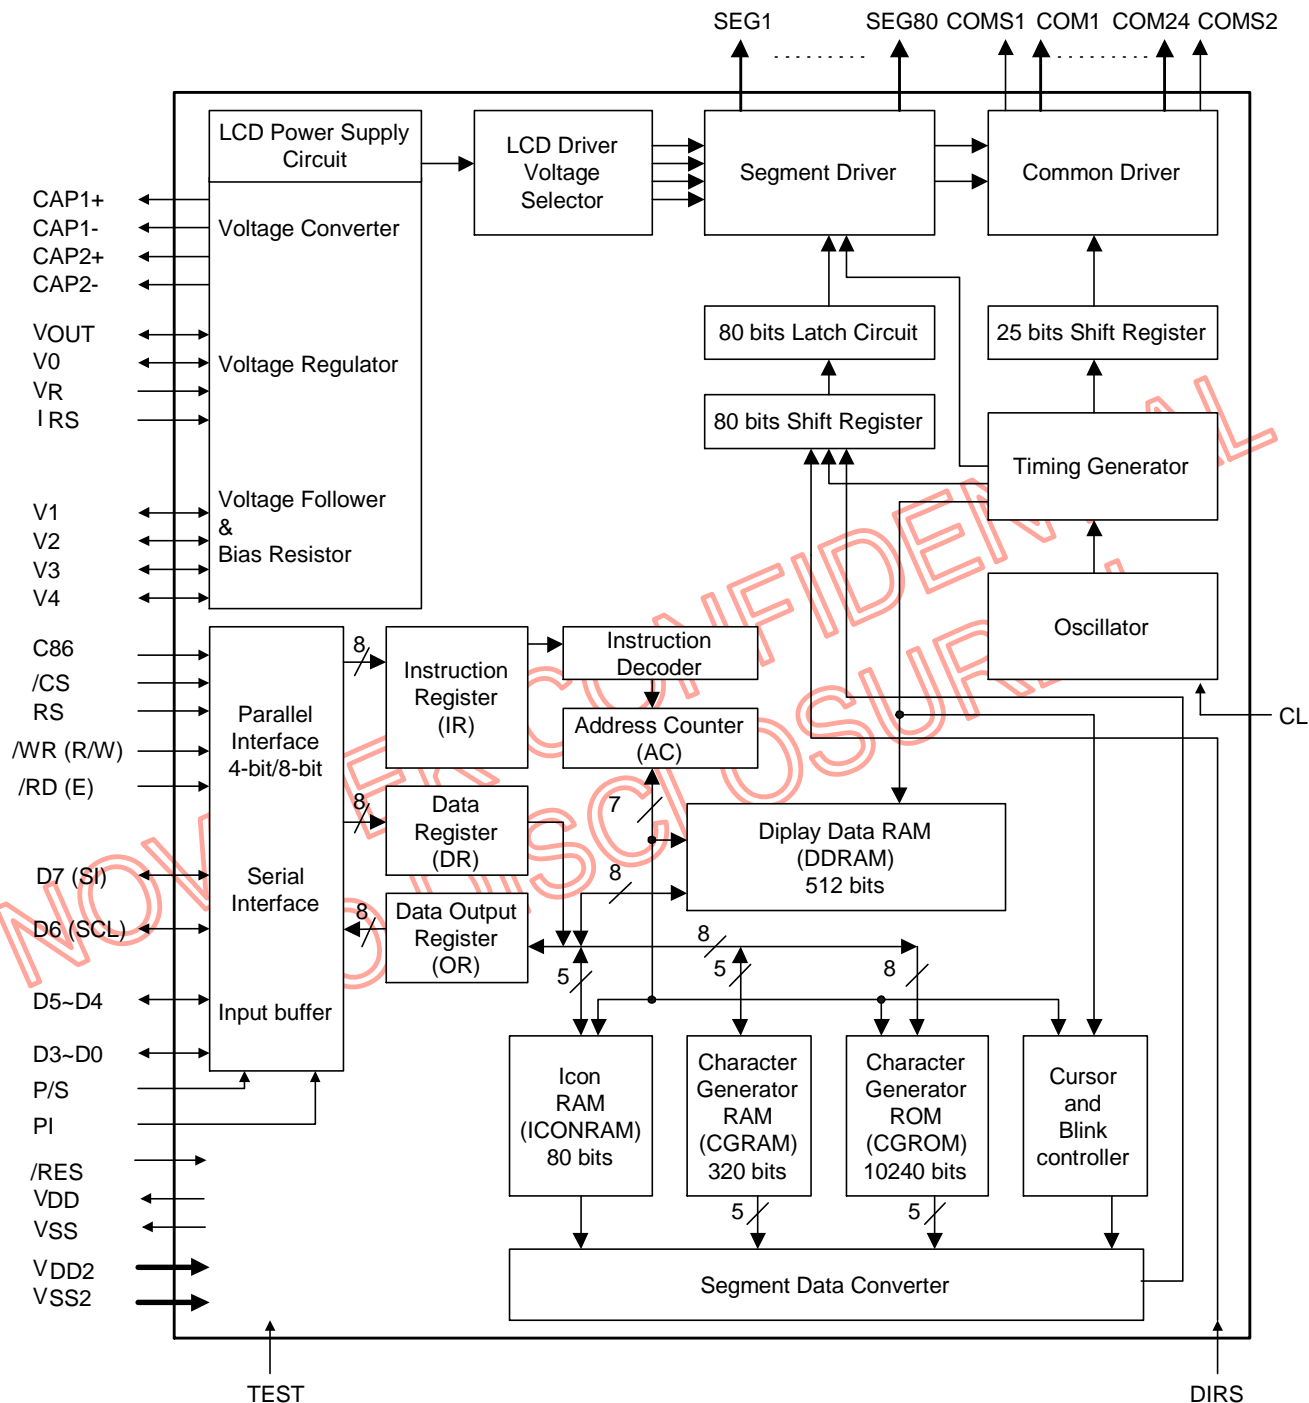 SEG1
SEG80
COMS1
COM1
COM24
COMS2
LCD Power Supply
Circuit
LCD Driver
Voltage
Selector
Segment Driver
Common Driver
CAP1+
CAP1-
CAP2+
CAP2-
Voltage Converter
VOUT
V0
VR
IRS
Voltage Regulator
80 bits Latch Circuit
25 bits Shift Register
80 bits Shift Register
Timing Generator
V1
V2
V3
V4
Voltage Follower
&
Bias Resistor
Oscillator
CL
C86
/CS
RS
/WR (R/W)
/RD (E)
D7 (SI)
D6 (SCL)
D5~D4
D3~D0
P/S
PI
/RES
VDD
VSS
VDD2
VSS2
Parallel
Interface
4-bit/8-bit
Serial
Interface
Input buffer
8
Instruction
Register
(IR)
Instruction
Decoder
Address Counter
(AC)
7
8
Data
Register
(DR)
8
Data Output
Register
(OR)
Diplay Data RAM
(DDRAM)
512 bits
8
8
5
5
8
Icon
RAM
(ICONRAM)
80 bits
Character
Generator
RAM
(CGRAM)
320 bits
Character
Generator
ROM
(CGROM)
10240 bits
Cursor
and
Blink
controller
5
5
Segment Data Converter
TEST
DIRS